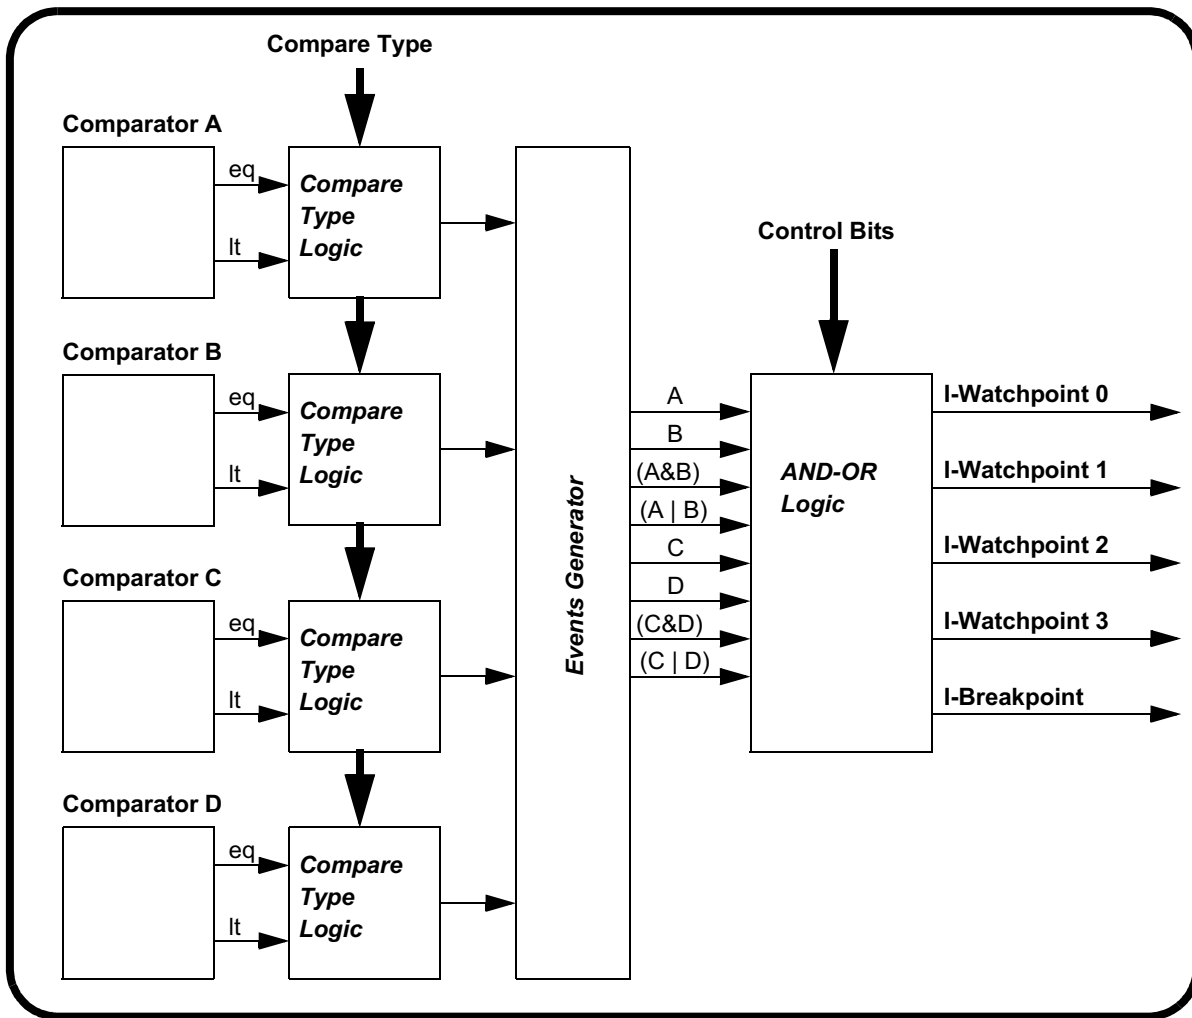 Compare Type
Comparator A
eq
lt
Compare
Type
Logic
Comparator B
eq
lt
Compare
Type
Logic
Comparator C
eq
lt
Compare
Type
Logic
Comparator D
eq
lt
Compare
Type
Logic
Events Generator
A
B
(A&B)
(A | B)
C
D
(C&D)
(C | D)
Control Bits
AND-OR
Logic
I-Watchpoint 0
I-Watchpoint 1
I-Watchpoint 2
I-Watchpoint 3
I-Breakpoint